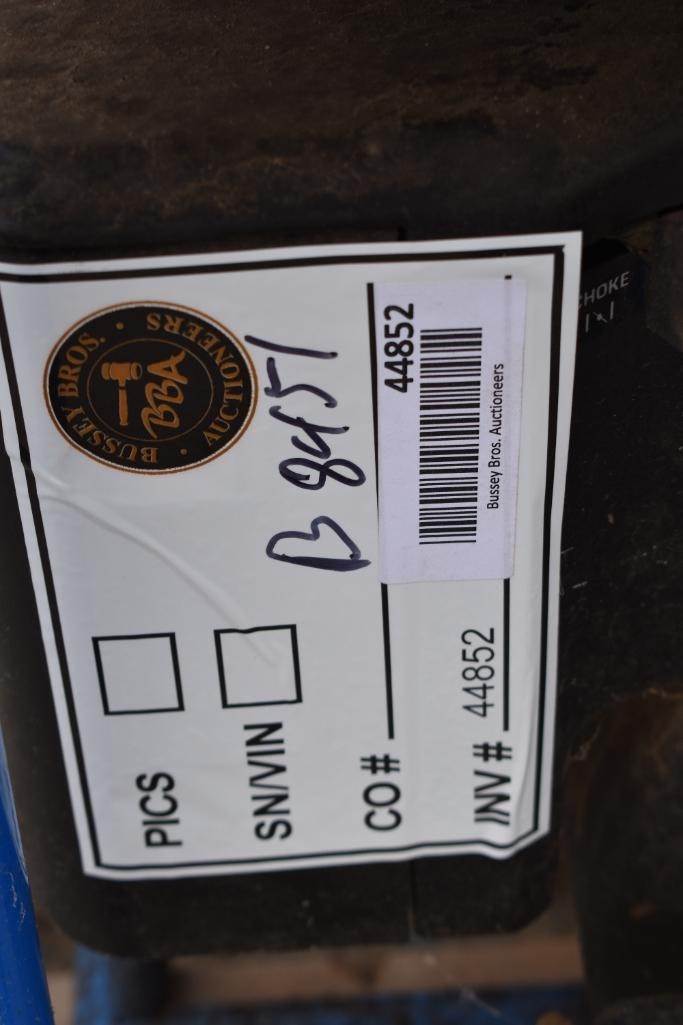 BUSSEY BROS. • AUCTIONEERS •
BBA
PICS
SN/VIN
B 8451
CO #
44852
Bussey Bros. Auctioneers
INV # 44852
CHOKE